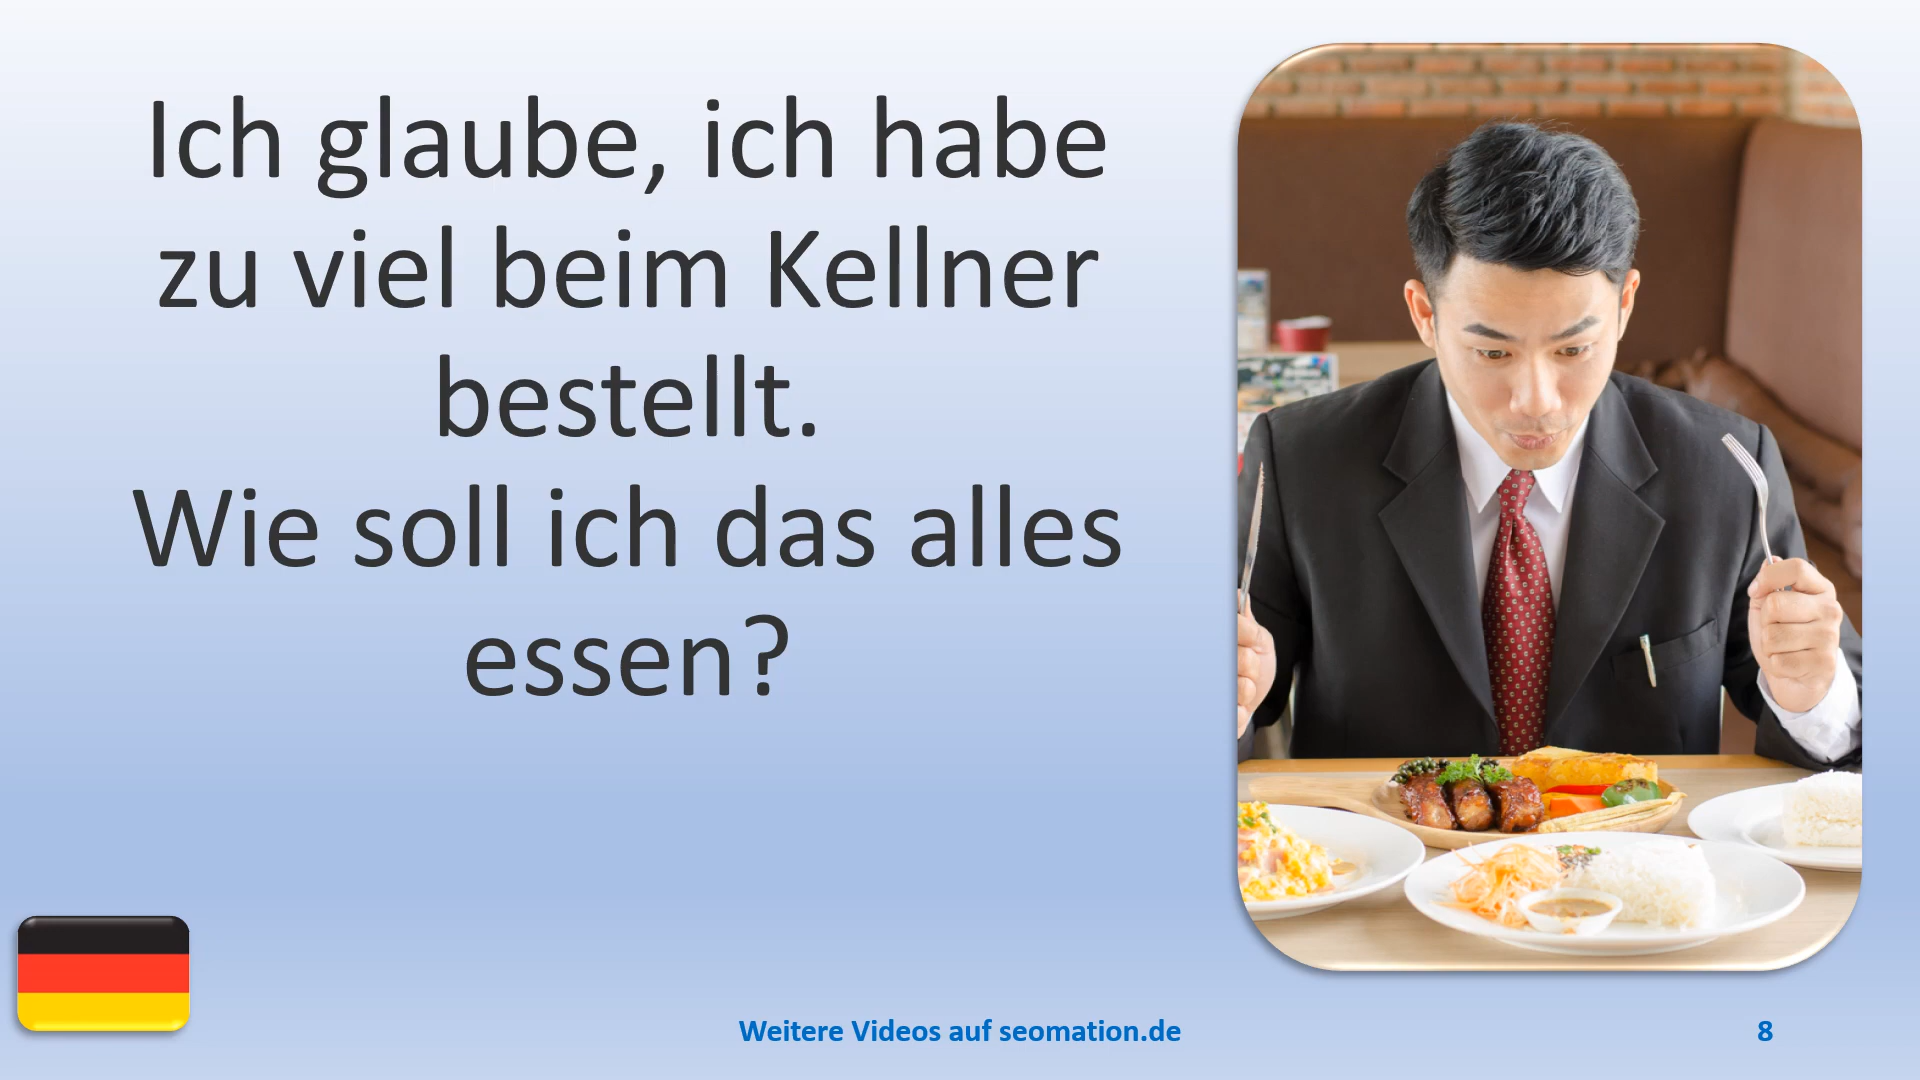 Ich glaube, ich habe
zu viel beim Kellner
bestellt.
Wie soll ich das alles
essen?
Weitere Videos auf seomation.de
8